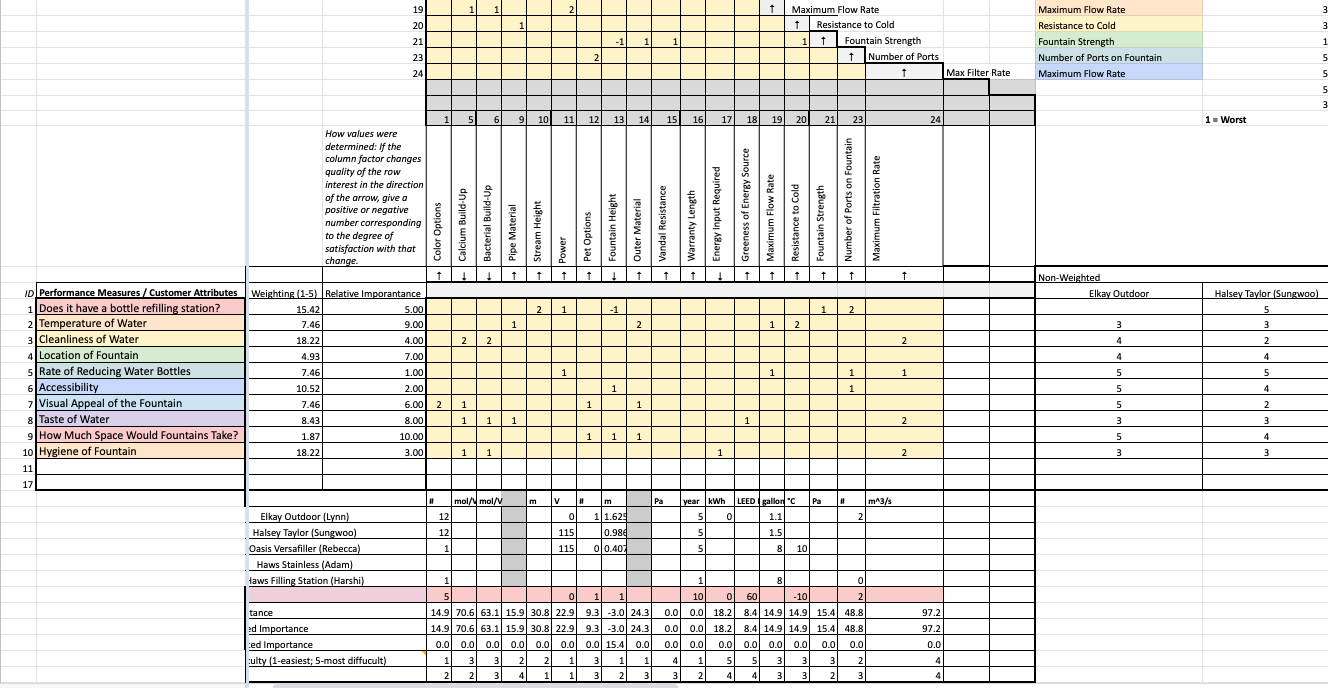 19 1 1 2 ↑ Maximum Flow Rate Maximum Flow Rate 3
20 1 ↑ Resistance to Cold Resistance to Cold 3
21 -1 1 1 1 ↑ Fountain Strength Fountain Strength 1
23 2 ↑ Number of Ports Number of Ports on Fountain 5
24 ↑ Max Filter Rate Maximum Flow Rate 5
5
3
1 5 6 9 10 11 12 13 14 15 16 17 18 19 20 21 23 24 1 = Worst
How values were
determined: If the
column factor changes
quality of the row
interest in the direction
of the arrow, give a
positive or negative
number corresponding
to the degree of
satisfaction with that
change.
Color Options
Calcium Build-Up
Bacterial Build-Up
Pipe Material
Stream Height
Power
Pet Options
Fountain Height
Outer Material
Vandal Resistance
Warranty Length
Energy Input Required
Greeness of Energy Source
Maximum Flow Rate
Resistance to Cold
Fountain Strength
Number of Ports on Fountain
Maximum Filtration Rate
↑ ↓ ↓ ↑ ↑ ↑ ↑ ↓ ↑ ↑ ↑ ↓ ↑ ↑ ↑ ↑ ↑ ↑ Non-Weighted
ID Performance Measures / Customer Attributes Weighting (1-5) Relative Imporantance Elkay Outdoor Halsey Taylor (Sungwoo)
1 Does it have a bottle refilling station? 15.42 5.00 2 1 -1 1 2 5
2 Temperature of Water 7.46 9.00 1 2 1 2 3 3
3 Cleanliness of Water 18.22 4.00 2 2 2 4 2
4 Location of Fountain 4.93 7.00 4 4
5 Rate of Reducing Water Bottles 7.46 1.00 1 1 1 1 5 5
6 Accessibility 10.52 2.00 1 1 5 4
7 Visual Appeal of the Fountain 7.46 6.00 2 1 1 1 5 2
8 Taste of Water 8.43 8.00 1 1 1 1 2 3 3
9 How Much Space Would Fountains Take? 1.87 10.00 1 1 1 5 4
10 Hygiene of Fountain 18.22 3.00 1 1 1 2 3 3
11
17
# mol/V mol/V m V # m Pa year kWh LEED gallon °C Pa # m^3/s
Elkay Outdoor (Lynn) 12 0 1 1.625 5 0 1.1 2
Halsey Taylor (Sungwoo) 12 115 0.986 5 1.5
Oasis Versafiller (Rebecca) 1 115 0 0.407 5 8 10
Haws Stainless (Adam)
Haws Filling Station (Harshi) 1 1 8 0
5 0 1 1 10 0 60 -10 2
tance 14.9 70.6 63.1 15.9 30.8 22.9 9.3 -3.0 24.3 0.0 0.0 18.2 8.4 14.9 14.9 15.4 48.8 97.2
ed Importance 14.9 70.6 63.1 15.9 30.8 22.9 9.3 -3.0 24.3 0.0 0.0 18.2 8.4 14.9 14.9 15.4 48.8 97.2
ed Importance 0.0 0.0 0.0 0.0 0.0 0.0 0.0 15.4 0.0 0.0 0.0 0.0 0.0 0.0 0.0 0.0 0.0 0.0
ulty (1-easiest; 5-most diffucult) 1 3 3 2 2 1 3 1 1 4 1 5 5 3 3 3 2 4
2 2 3 4 1 1 3 2 3 3 2 4 4 3 3 2 3 4